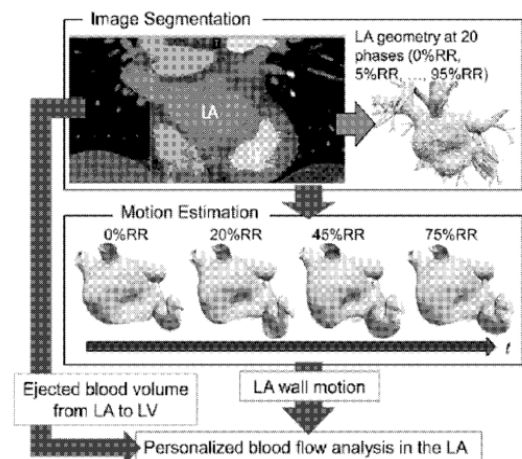 Image Segmentation
LA geometry at 20
phases (0%RR,
5%RR, ..., 95%RR)
LA
Motion Estimation
0%RR 20%RR 45%RR 75%RR
t
Ejected blood volume
from LA to LV
LA wall motion
Personalized blood flow analysis in the LA